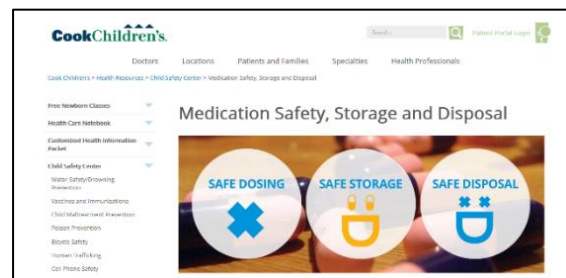 CookChildren's.
Search...
Patient Portal Login
Doctors Locations Patients and Families Specialties Health Professionals
Cook Children's > Health Resources > Child Safety Center > Medication Safety, Storage and Disposal
Free Newborn Classes
Health Care Notebook
Customized Health Information
Packet
Child Safety Center
Water Safety/Drowning
Prevention
Vaccines and Immunizations
Child Maltreatment Prevention
Poison Prevention
Bicycle Safety
Human Trafficking
Cell Phone Safety
Medication Safety, Storage and Disposal
SAFE DOSING
SAFE STORAGE
SAFE DISPOSAL